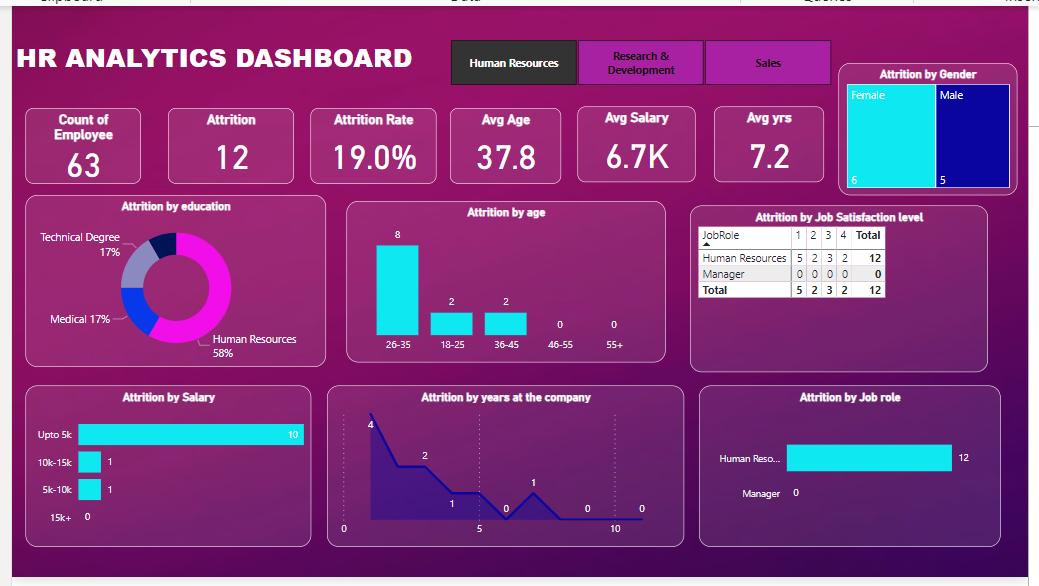 HR ANALYTICS DASHBOARD
Human Resources
Research &
Development
Sales
Attrition by Gender
Female
Male
6
5
Count of
Employee
63
Attrition
12
Attrition Rate
19.0%
Avg Age
37.8
Avg Salary
6.7K
Avg yrs
7.2
Attrition by education
Technical Degree
17%
Medical 17%
Human Resources
58%
Attrition by age
8
2
2
0
0
26-35
18-25
36-45
46-55
55+
Attrition by Job Satisfaction level
JobRole 1 2 3 4 Total
Human Resources 5 2 3 2 12
Manager 0 0 0 0 0
Total 5 2 3 2 12
Attrition by Salary
Upto 5k 10
10k-15k 1
5k-10k 1
15k+ 0
Attrition by years at the company
4
2
1
0
1
0
0
0
5
10
Attrition by Job role
Human Reso... 12
Manager 0